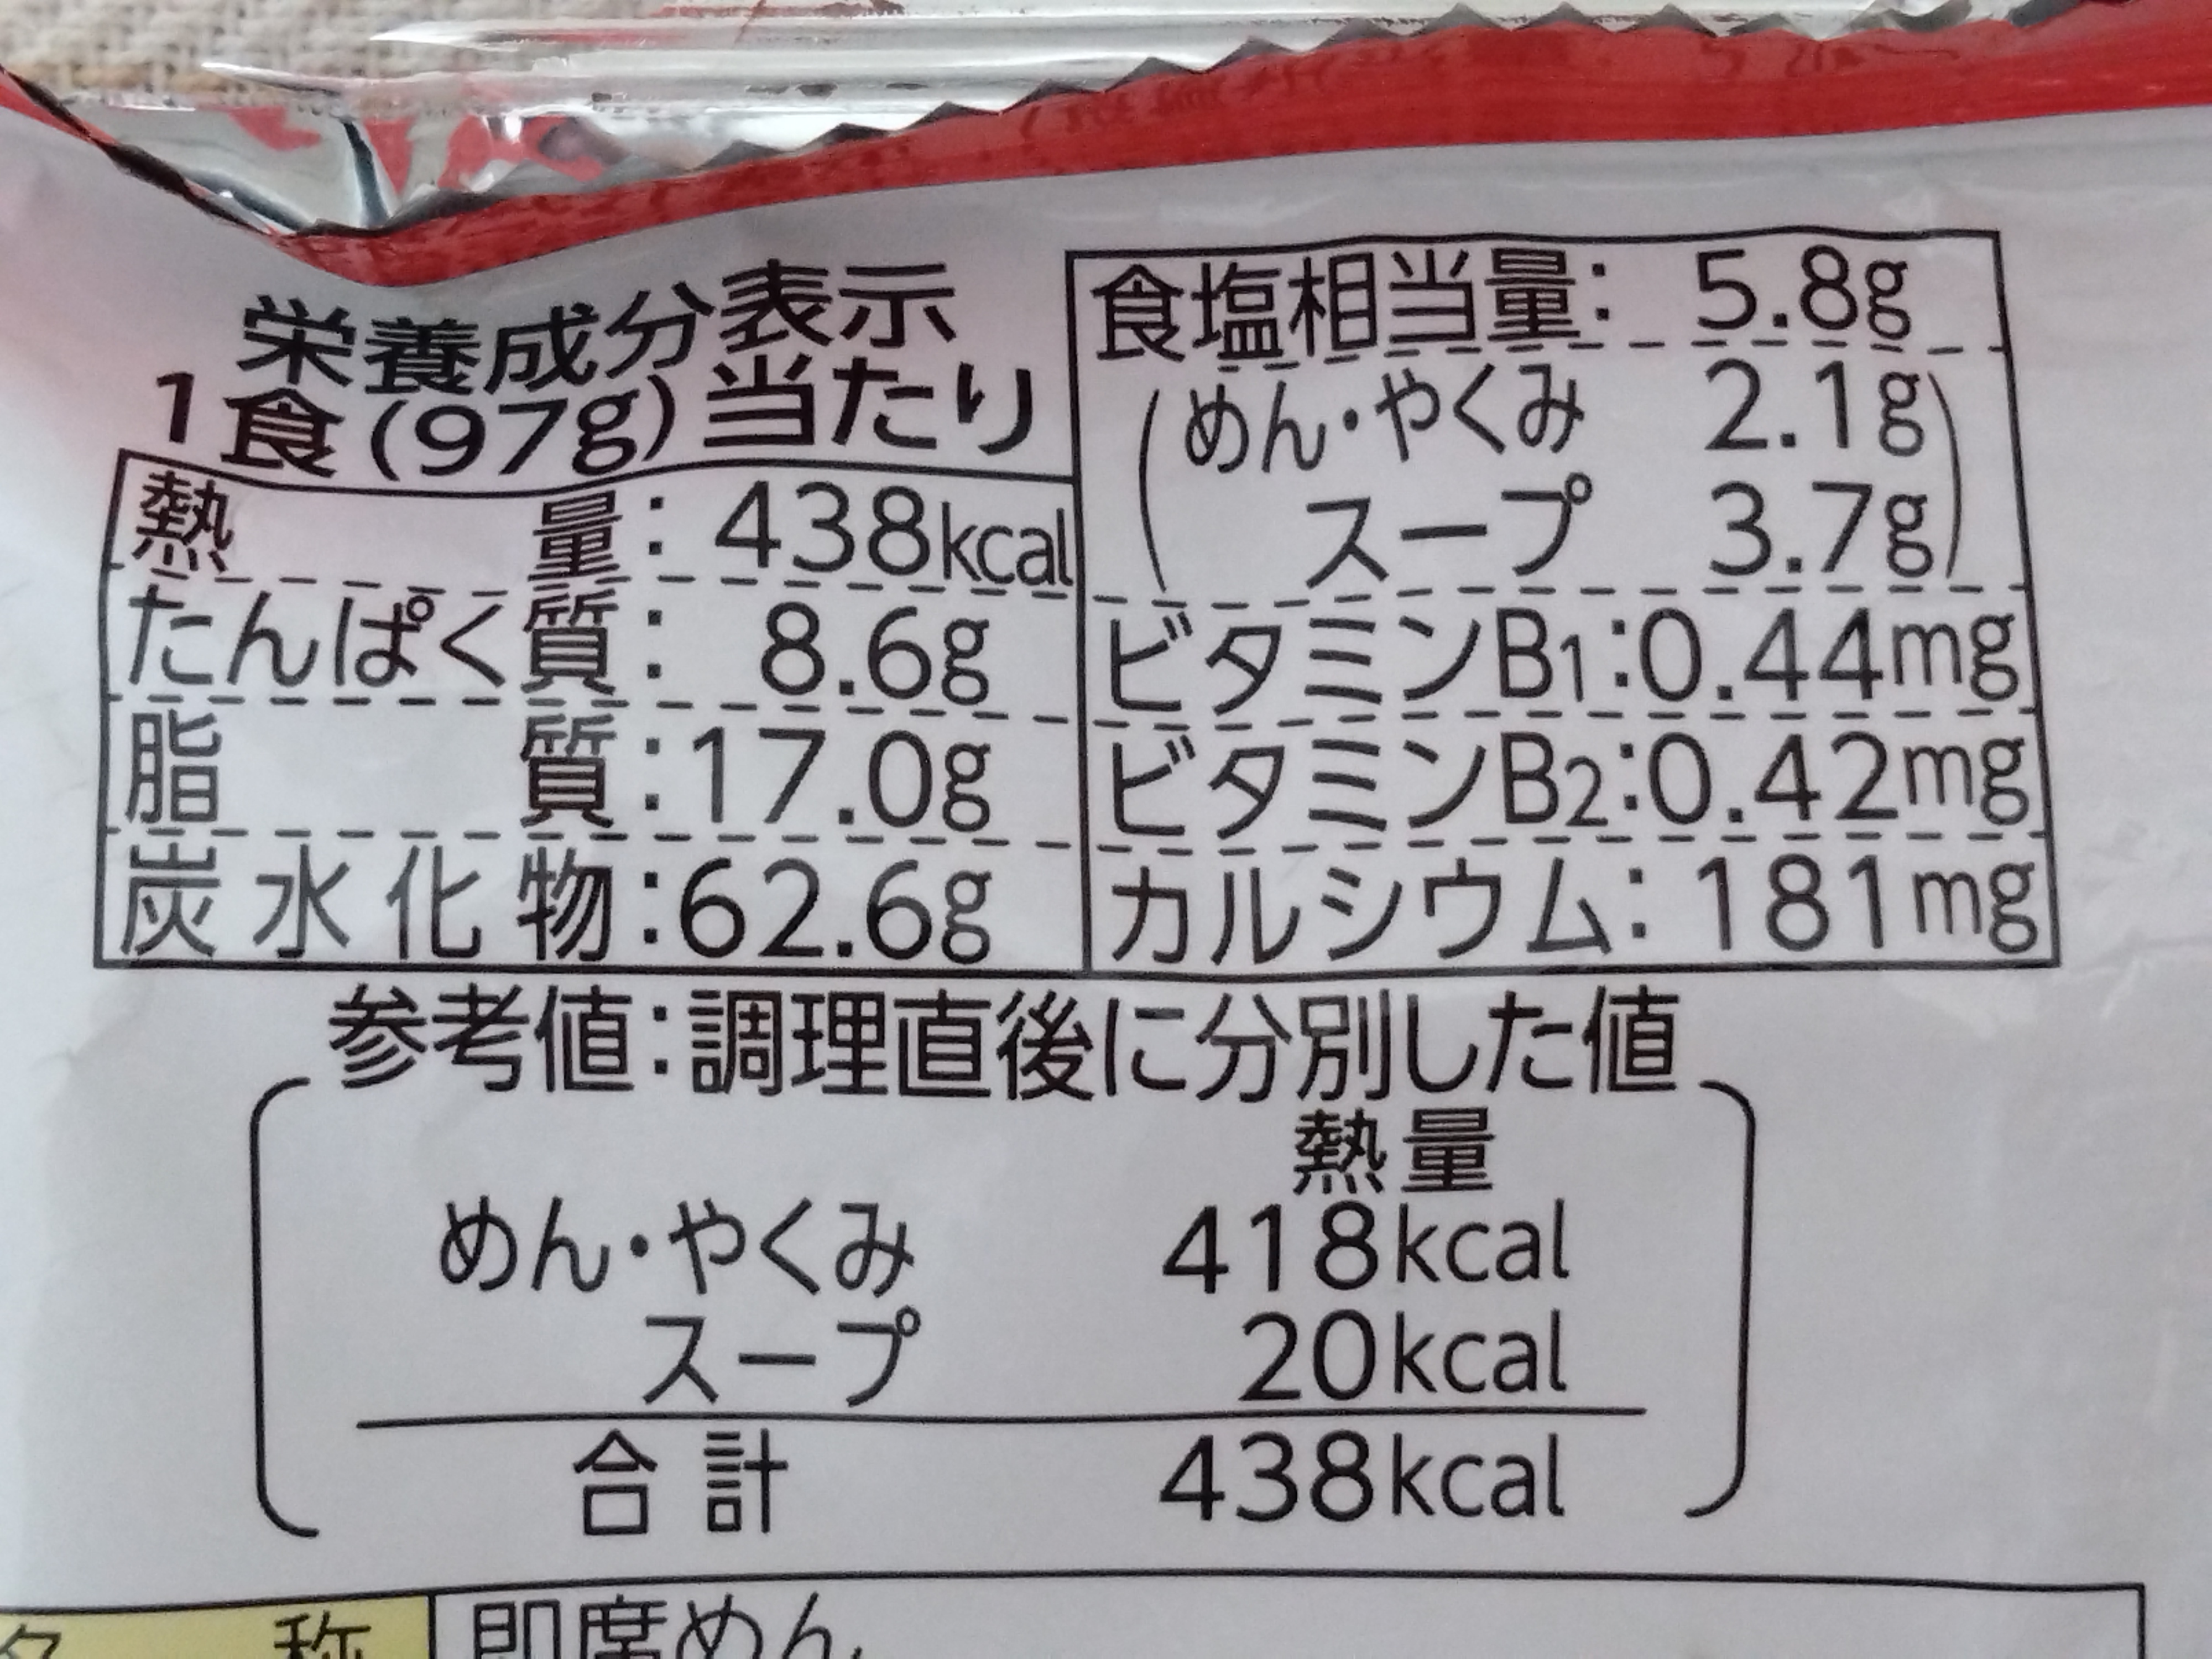 栄養成分表示
1食(97g)当たり
熱量:438kcal
たんぱく質:8.6g
脂質:17.0g
炭水化物:62.6g
食塩相当量:5.8g
(めん・やくみ 2.1g
スープ 3.7g)
ビタミンB1:0.44mg
ビタミンB2:0.42mg
カルシウム:181mg
参考値:調理直後に分別した値
熱量
めん・やくみ 418kcal
スープ 20kcal
合計 438kcal
名称 即席めん